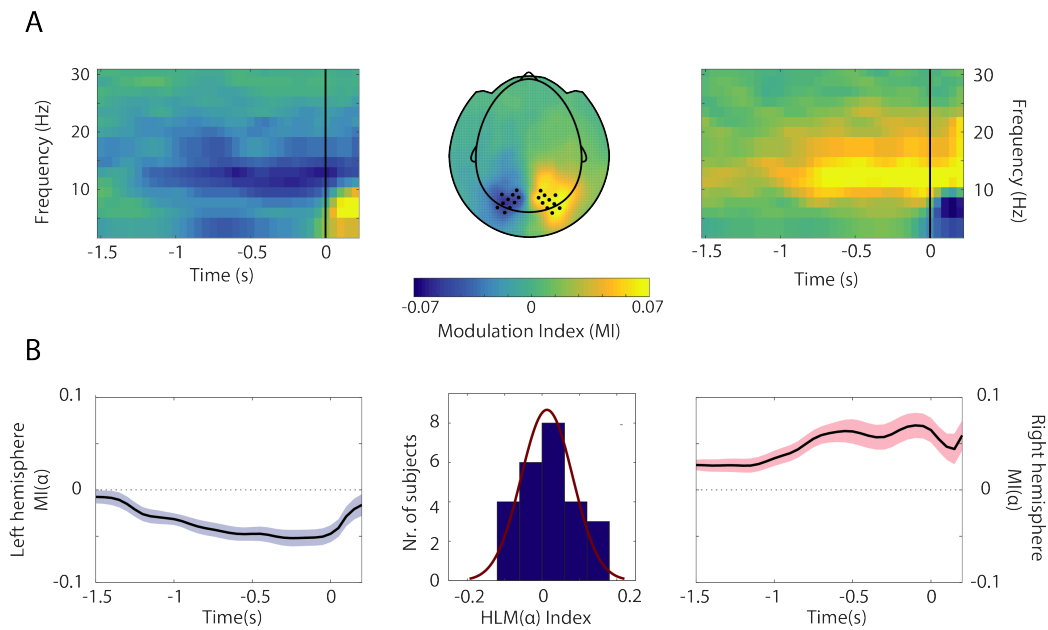 A
30
20
10
Frequency (Hz)
-1.5
-1
-0.5
0
Time (s)
-0.07
0
0.07
Modulation Index (MI)
30
20
10
Frequency (Hz)
-1.5
-1
-0.5
0
Time (s)
B
0.1
0
-0.1
Left hemisphere
MI(α)
-1.5
-1
-0.5
0
Time(s)
8
6
4
2
0
Nr. of subjects
-0.2
0
0.2
HLM(α) Index
0.1
0
-0.1
Right hemisphere
MI(α)
-1.5
-1
-0.5
0
Time(s)